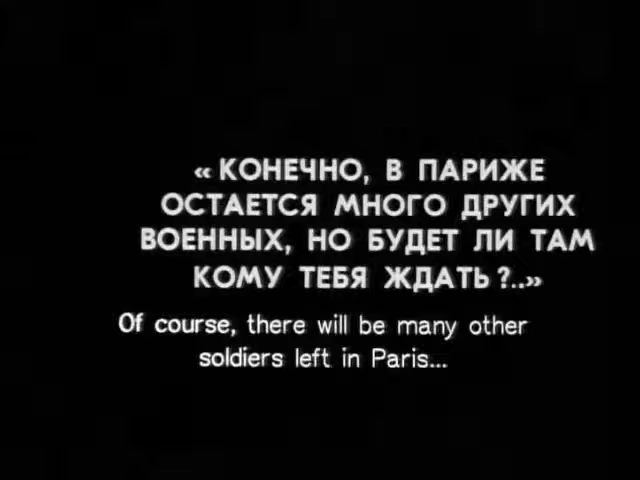 « КОНЕЧНО, В ПАРИЖЕ
ОСТАЕТСЯ МНОГО ДРУГИХ
ВОЕННЫХ, НО БУДЕТ ЛИ ТАМ
КОМУ ТЕБЯ ЖДАТЬ ?..»
Of course, there will be many other
soldiers left in Paris...